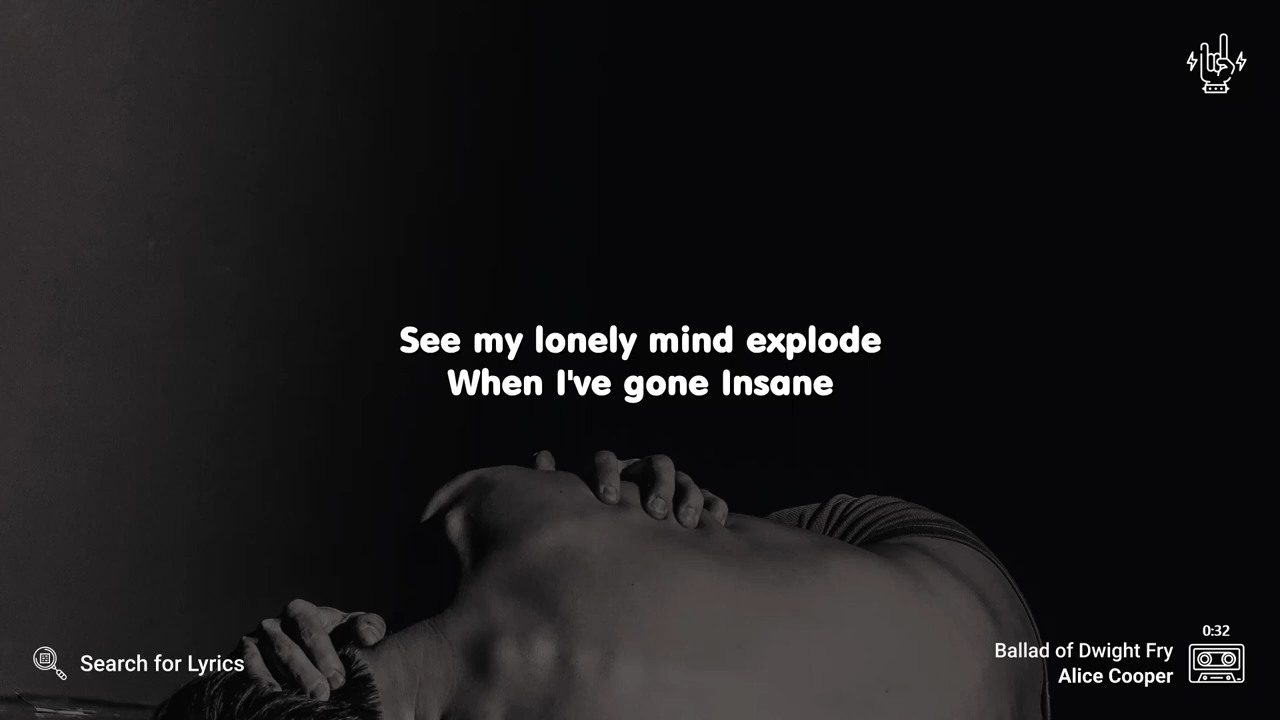 See my lonely mind explode
When I've gone Insane
Search for Lyrics
0:32
Ballad of Dwight Fry
Alice Cooper